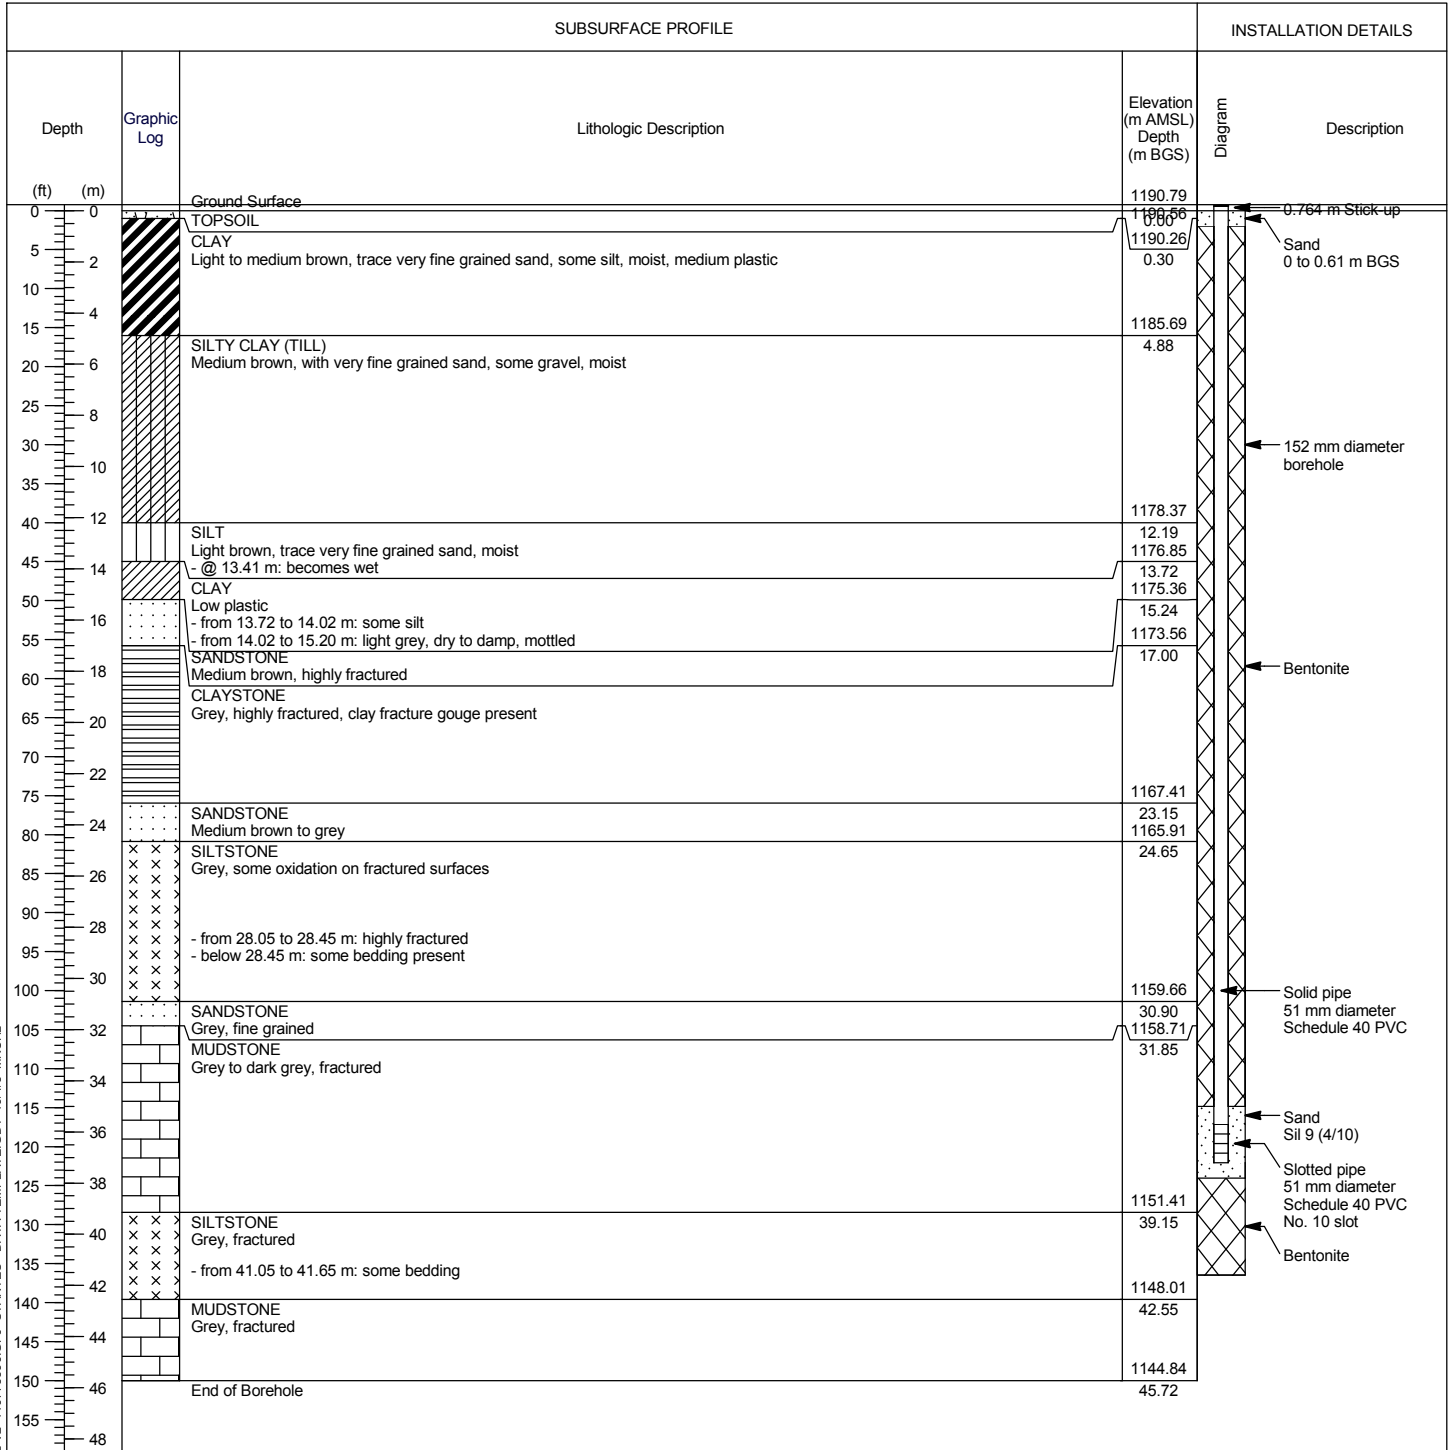 SUBSURFACE PROFILE
INSTALLATION DETAILS
Depth
Graphic
Log
Lithologic Description
Elevation
(m AMSL)
Depth
(m BGS)
Diagram
Description
(ft) (m)
Ground Surface
1190.79
0 0
TOPSOIL
1190.56
0.00
0.764 m Stick-up
CLAY
1190.26
Sand
5
Light to medium brown, trace very fine grained sand, some silt, moist, medium plastic
0.30
0 to 0.61 m BGS
2
10
4
15
1185.69
SILTY CLAY (TILL)
4.88
20 6
Medium brown, with very fine grained sand, some gravel, moist
25
8
30
152 mm diameter
borehole
10
35
1178.37
40 12
SILT
12.19
Light brown, trace very fine grained sand, moist
1176.85
45
- @ 13.41 m: becomes wet
13.72
14
CLAY
1175.36
50
Low plastic
15.24
16
- from 13.72 to 14.02 m: some silt
1173.56
55
- from 14.02 to 15.20 m: light grey, dry to damp, mottled
SANDSTONE
17.00
Medium brown, highly fractured
Bentonite
60 18
CLAYSTONE
Grey, highly fractured, clay fracture gouge present
65 20
70
22
75
1167.41
SANDSTONE
23.15
80 24
Medium brown to grey
1165.91
SILTSTONE
24.65
85 26
Grey, some oxidation on fractured surfaces
90
28
- from 28.05 to 28.45 m: highly fractured
95
- below 28.45 m: some bedding present
30
100
1159.66
Solid pipe
51 mm diameter
Schedule 40 PVC
SANDSTONE
30.90
105 32
Grey, fine grained
1158.71
MUDSTONE
31.85
110
Grey to dark grey, fractured
34
115
Sand
Sil 9 (4/10)
36
120
Slotted pipe
51 mm diameter
Schedule 40 PVC
No. 10 slot
125 38
1151.41
130
SILTSTONE
39.15
40
Grey, fractured
Bentonite
135
- from 41.05 to 41.65 m: some bedding
42
1148.01
140
MUDSTONE
42.55
Grey, fractured
145 44
1144.84
150 46
End of Borehole
45.72
155
48